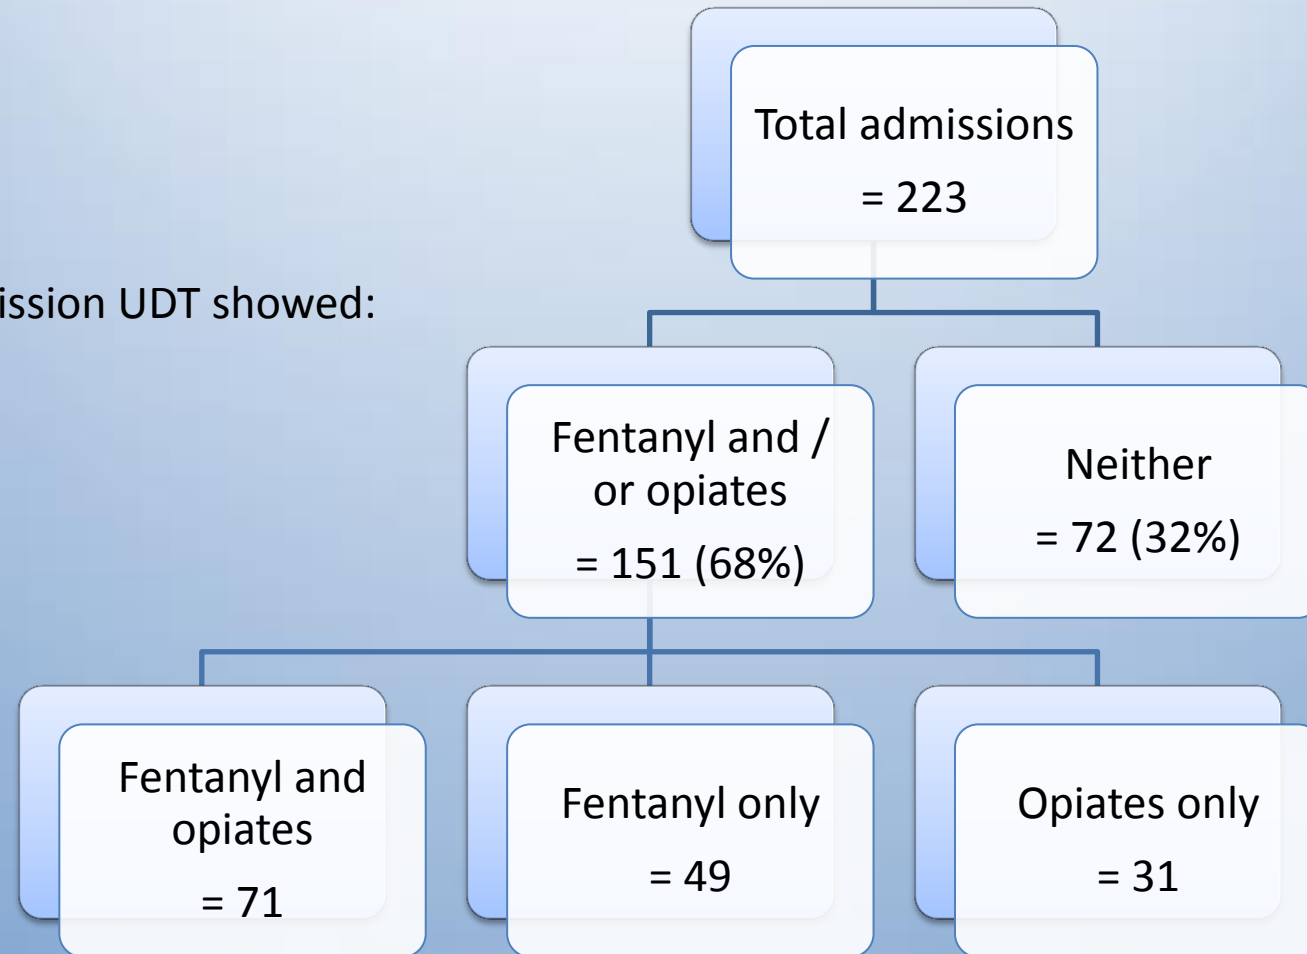 Total admissions
= 223
ission UDT showed:
Fentanyl and /
or opiates
= 151 (68%)
Neither
= 72 (32%)
Fentanyl and
opiates
= 71
Fentanyl only
= 49
Opiates only
= 31